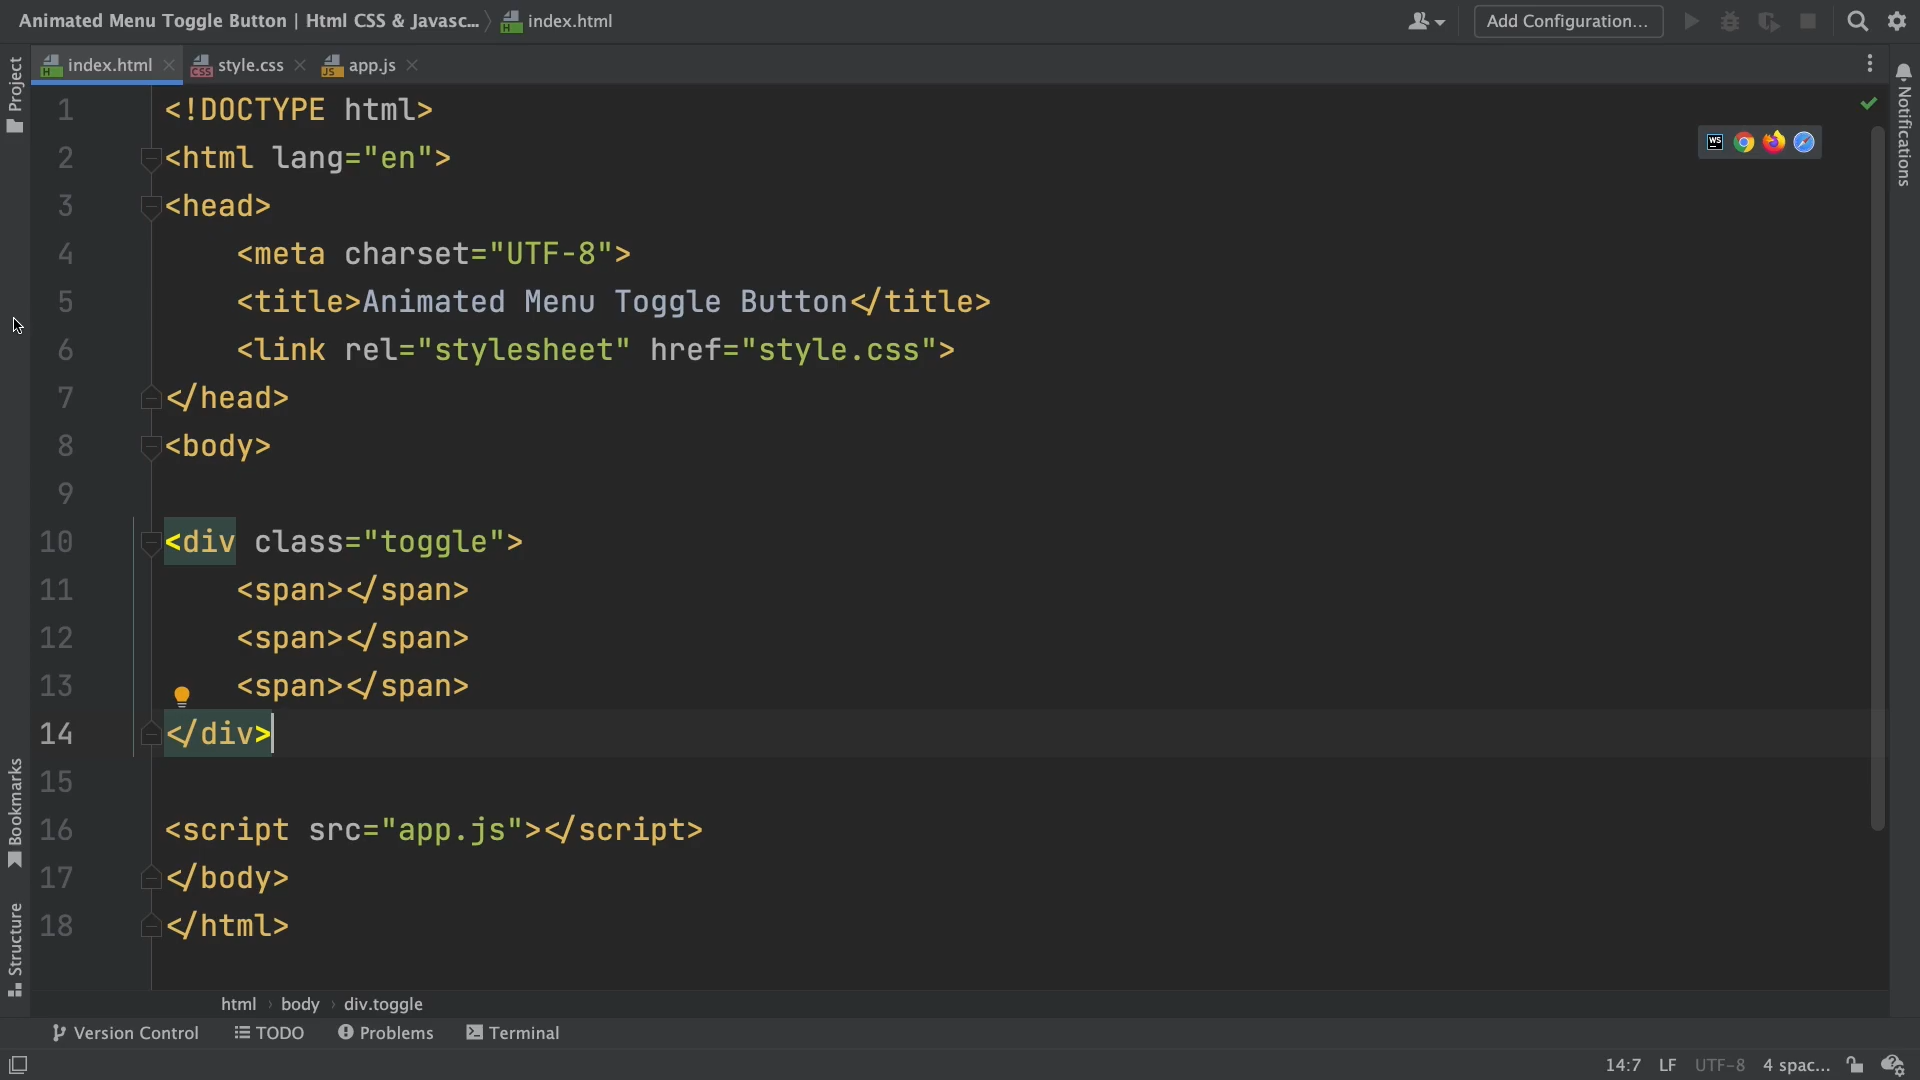 Animated Menu Toggle Button | Html CSS & Javasc... index.html
Add Configuration...
index.html style.css app.js
Project
Notifications
WS
1 <!DOCTYPE html>
2 <html lang="en">
3 <head>
4 <meta charset="UTF-8">
5 <title>Animated Menu Toggle Button</title>
6 <link rel="stylesheet" href="style.css">
7 </head>
8 <body>
9
10 <div class="toggle">
11 <span></span>
12 <span></span>
13 <span></span>
14 </div>
15
16 <script src="app.js"></script>
17 </body>
18 </html>
Bookmarks
Structure
html › body › div.toggle
Version Control TODO Problems Terminal
14:7 LF UTF-8 4 spac...